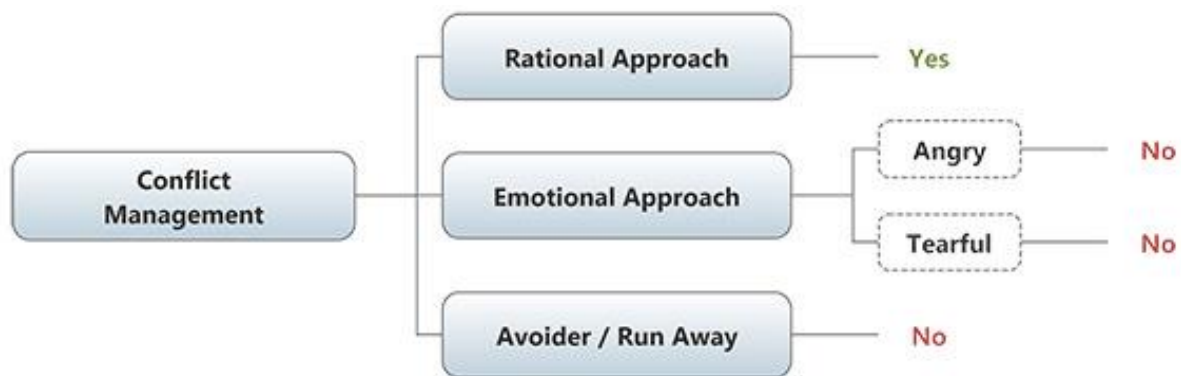 Rational Approach
Yes
Conflict
Management
Emotional Approach
Angry
No
Tearful
No
Avoider / Run Away
No